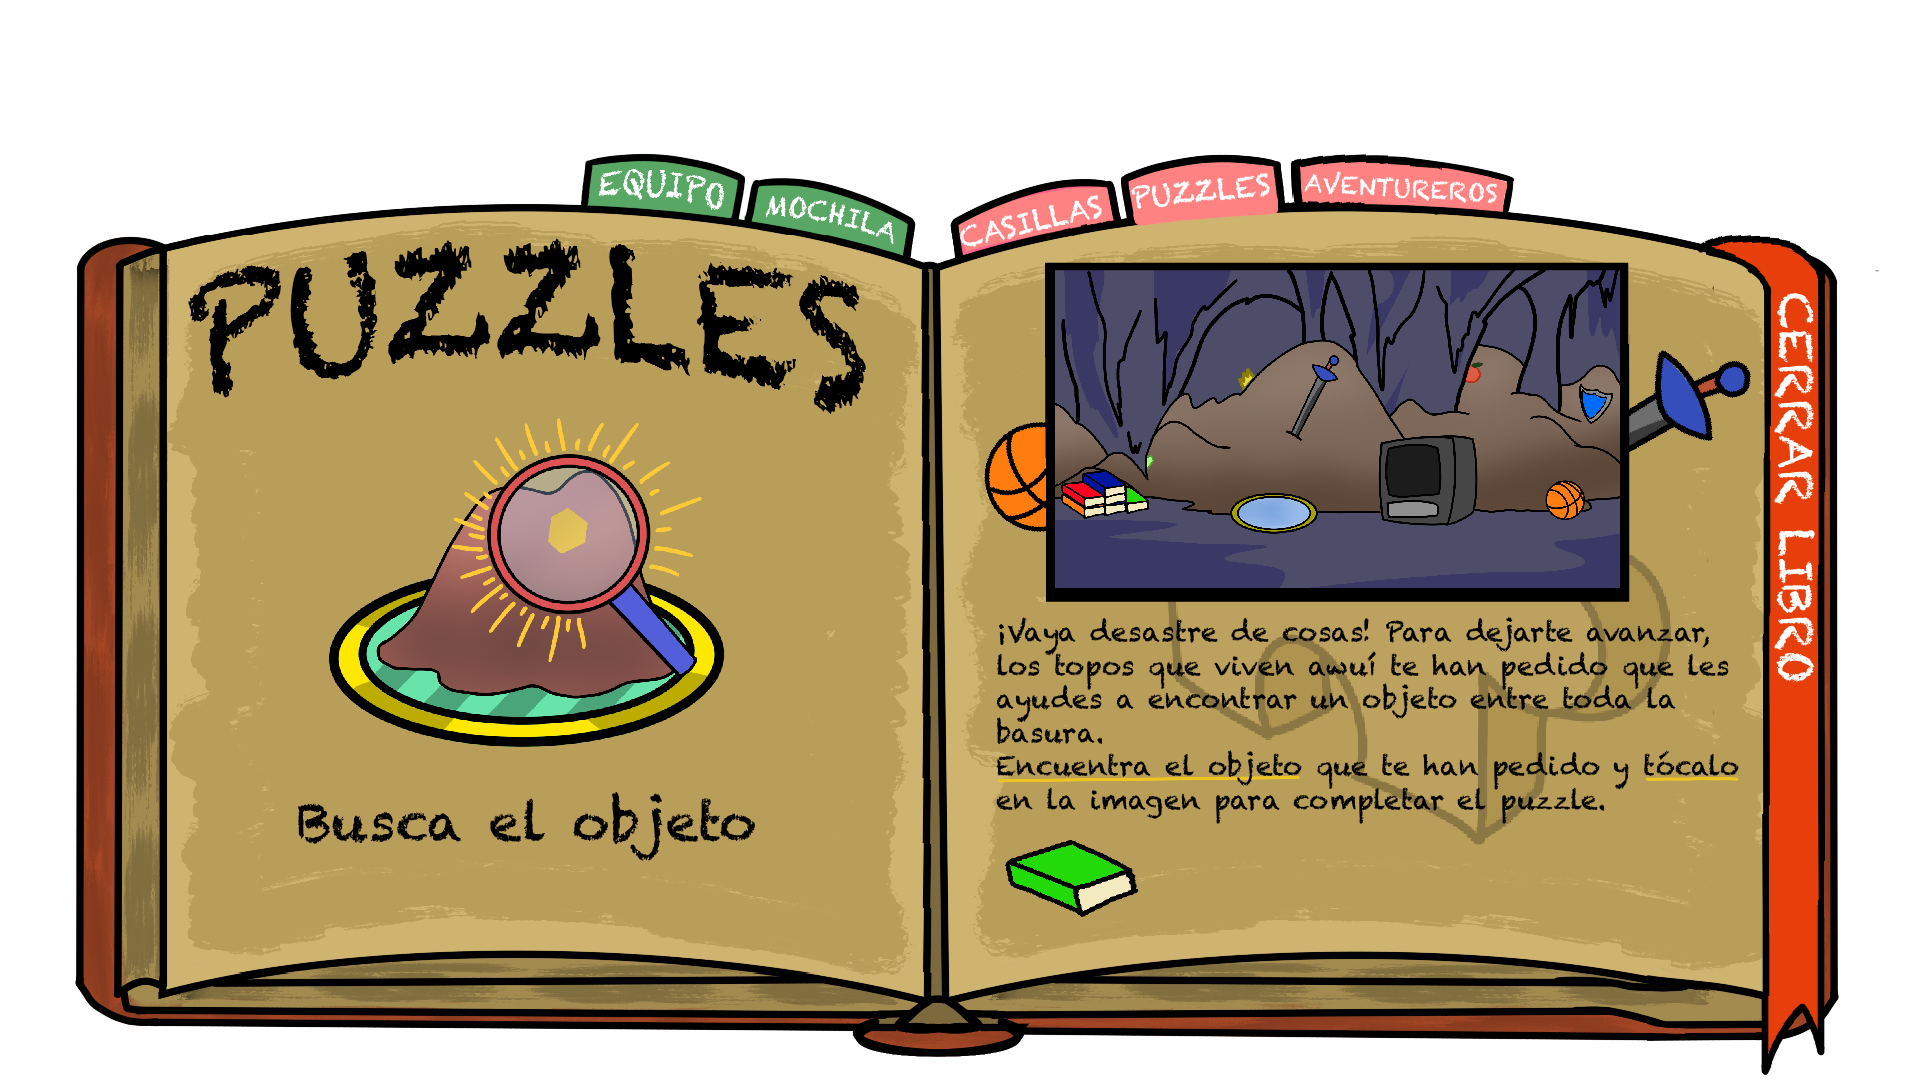 EQUIPO
MOCHILA
CASILLAS
PUZZLES
AVENTUREROS
PUZZLES
Busca el objeto
¡Vaya desastre de cosas! Para dejarte avanzar,
los topos que viven awuí te han pedido que les
ayudes a encontrar un objeto entre toda la
basura.
Encuentra el objeto que te han pedido y tócalo
en la imagen para completar el puzzle.
CERRAR LIBRO